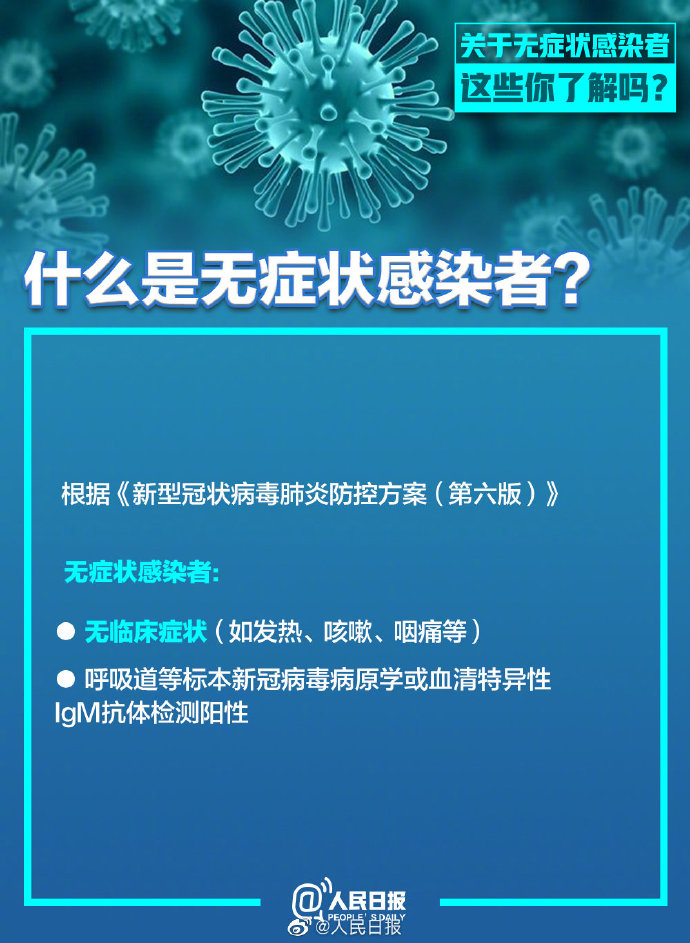 关于无症状感染者
这些你了解吗?
什么是无症状感染者?
根据《新型冠状病毒肺炎防控方案(第六版)》
无症状感染者:
● 无临床症状(如发热、咳嗽、咽痛等)
● 呼吸道等标本新冠病毒病原学或血清特异性
IgM抗体检测阳性
@人民日报
PEOPLE'S DAILY
@人民日报